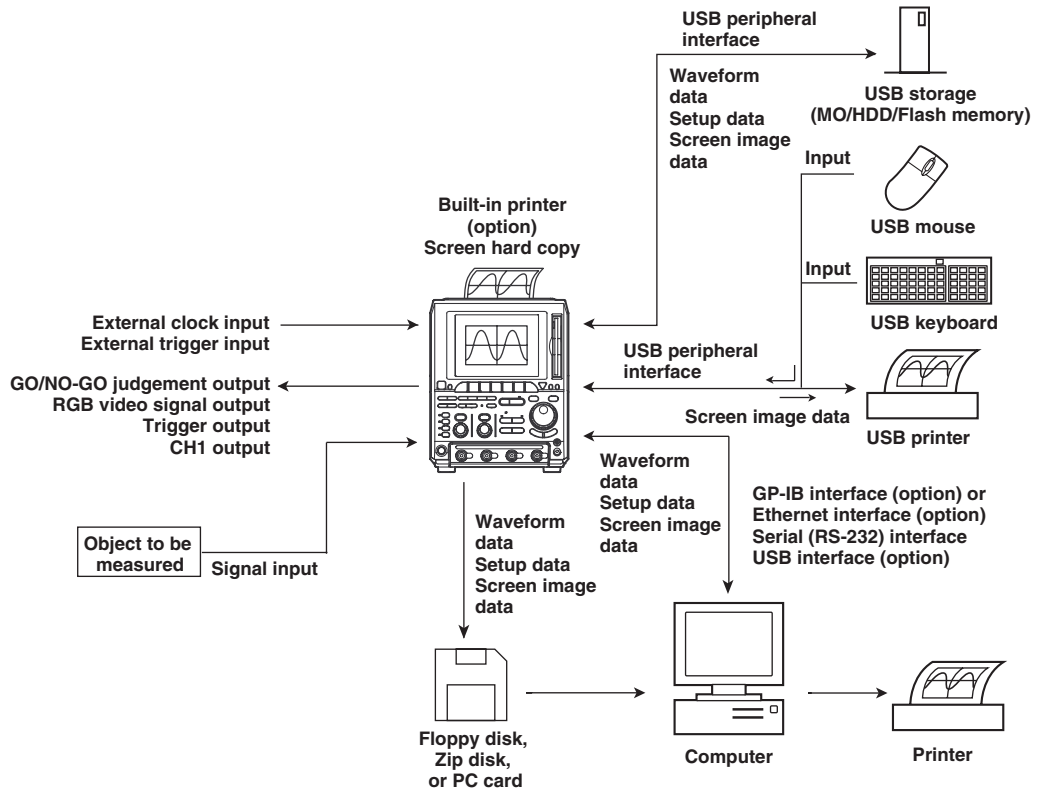 USB peripheral
interface
Waveform
data
Setup data
Screen image
data
USB storage
(MO/HDD/Flash memory)
Input
USB mouse
Built-in printer
(option)
Screen hard copy
Input
USB keyboard
External clock input
External trigger input
USB peripheral
interface
GO/NO-GO judgement output
RGB video signal output
Trigger output
CH1 output
Screen image data
USB printer
Waveform
data
Setup data
Screen image
data
GP-IB interface (option) or
Ethernet interface (option)
Serial (RS-232) interface
USB interface (option)
Object to be
measured
Signal input
Waveform
data
Setup data
Screen image
data
Floppy disk,
Zip disk,
or PC card
Computer
Printer